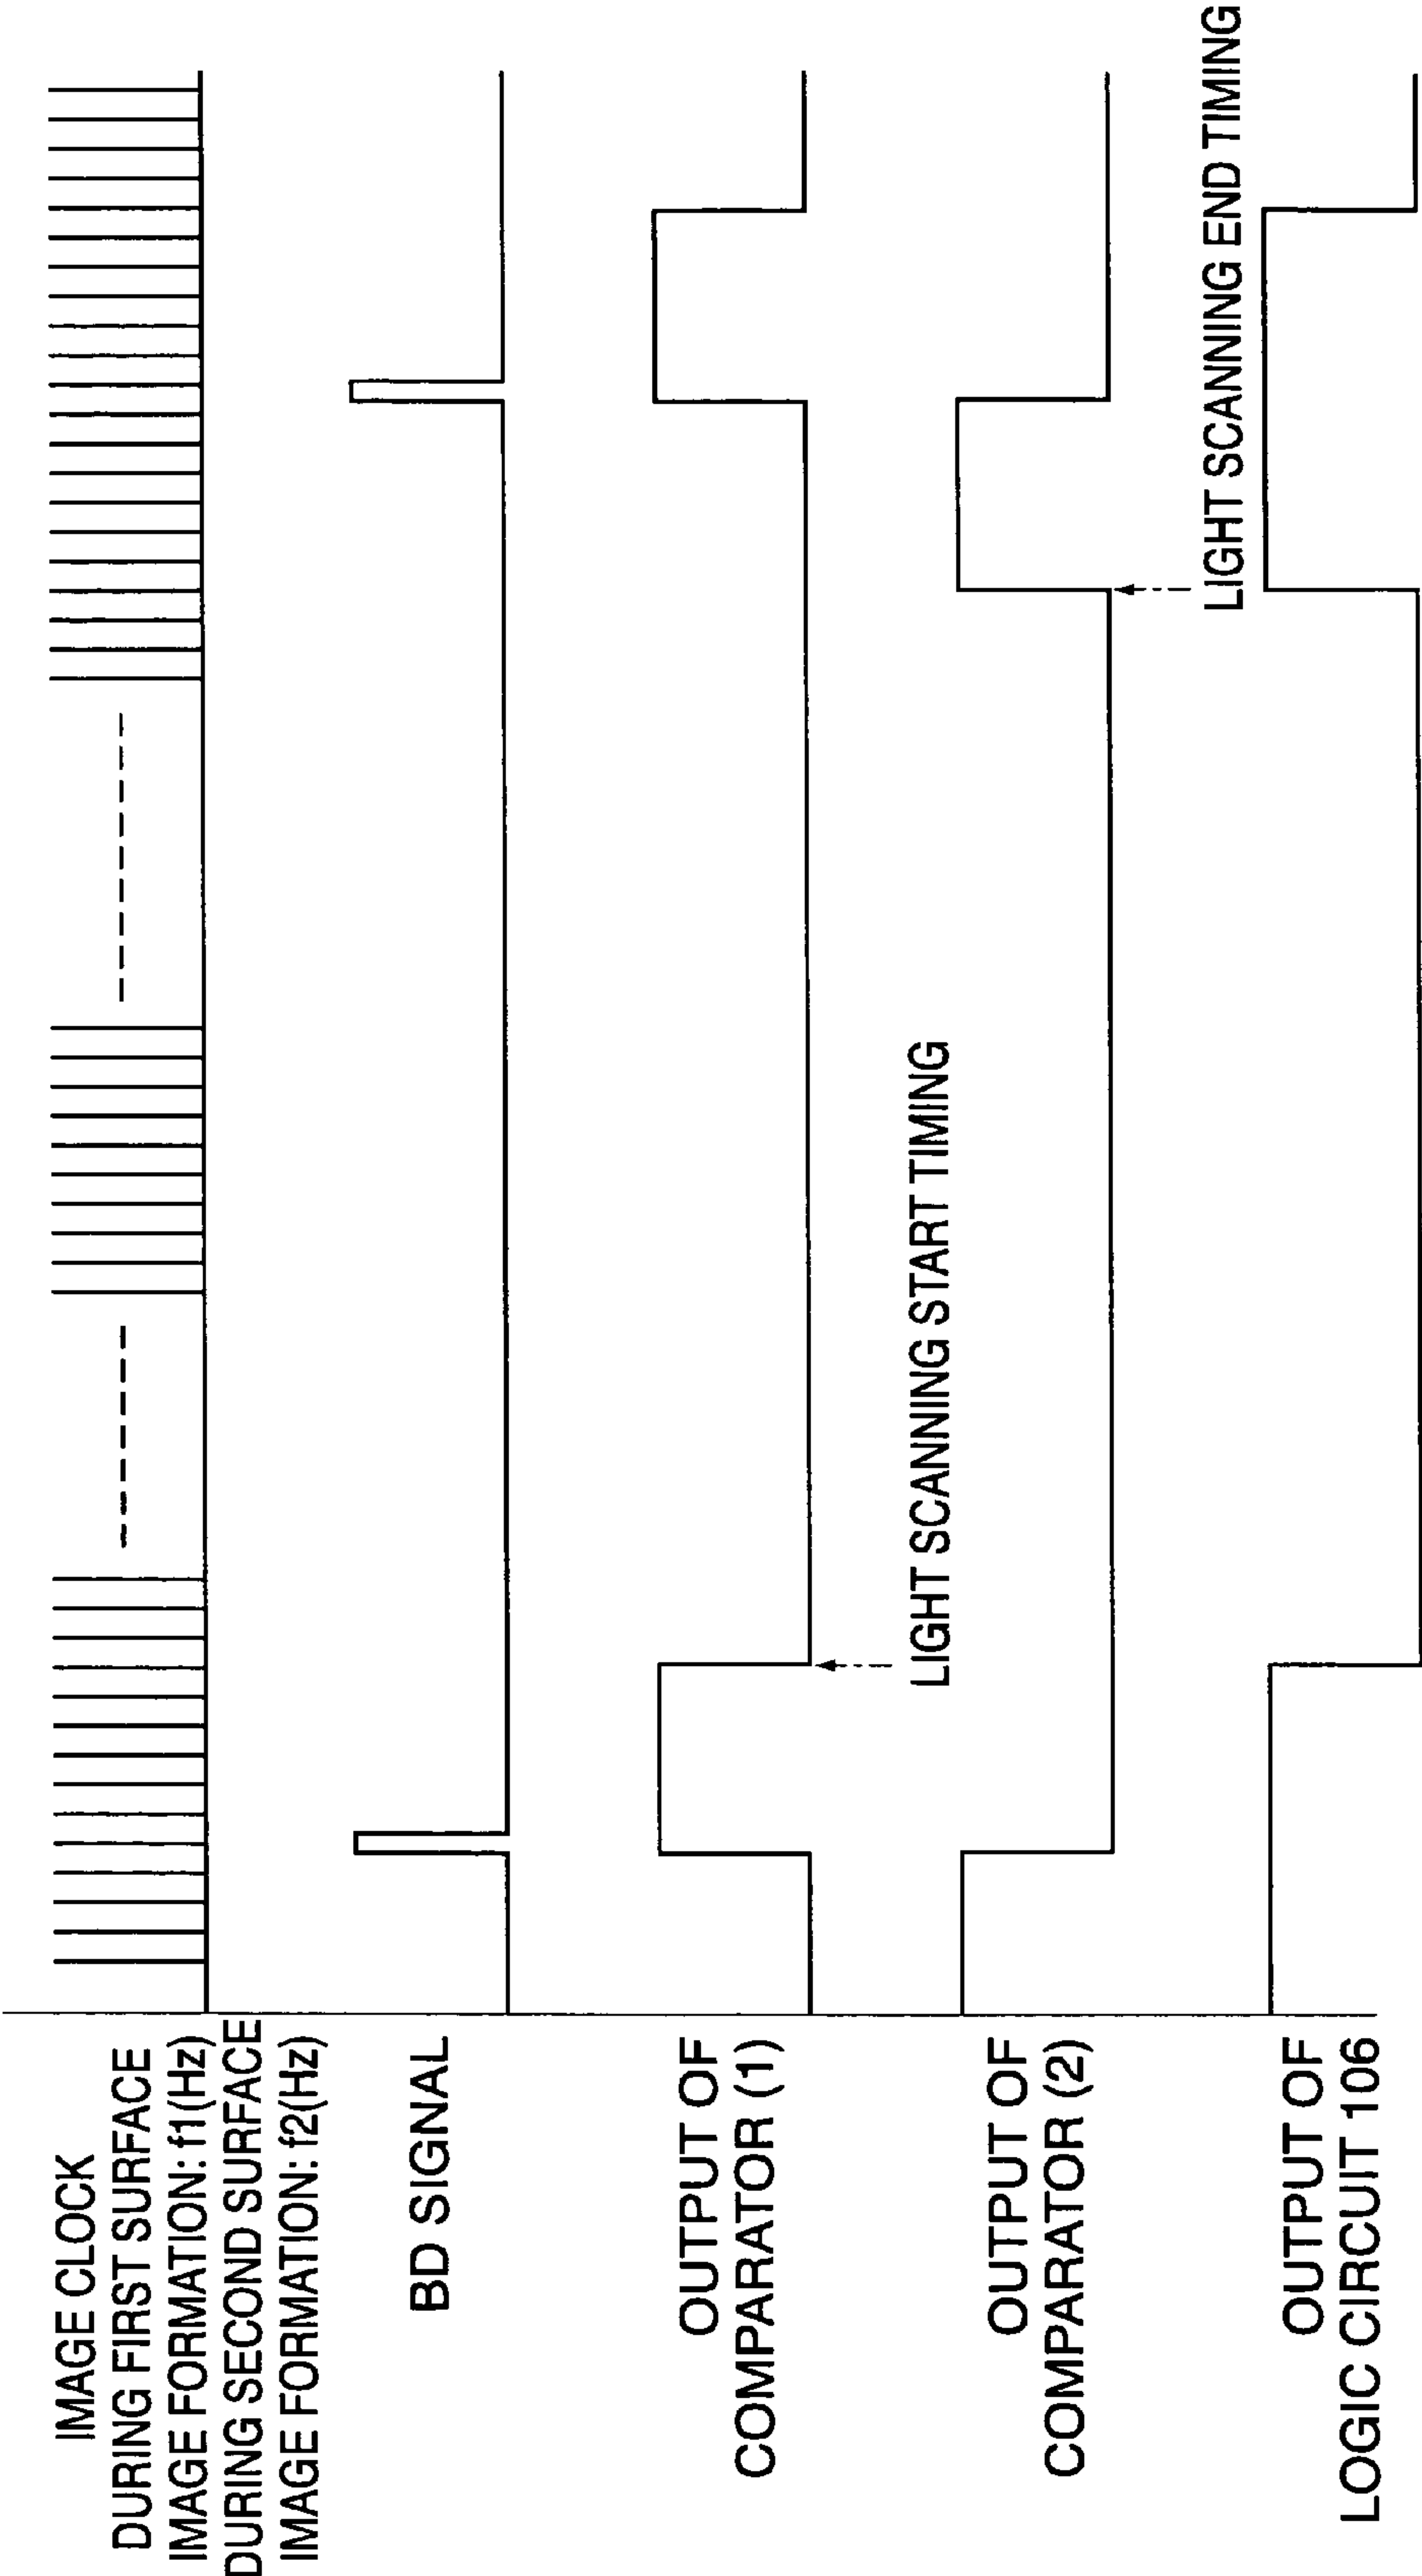 IMAGE CLOCK
DURING FIRST SURFACE
IMAGE FORMATION: f1(Hz)
DURING SECOND SURFACE
IMAGE FORMATION: f2(Hz)
BD SIGNAL
OUTPUT OF
COMPARATOR (1)
LIGHT SCANNING START TIMING
OUTPUT OF
COMPARATOR (2)
LIGHT SCANNING END TIMING
OUTPUT OF
LOGIC CIRCUIT 106